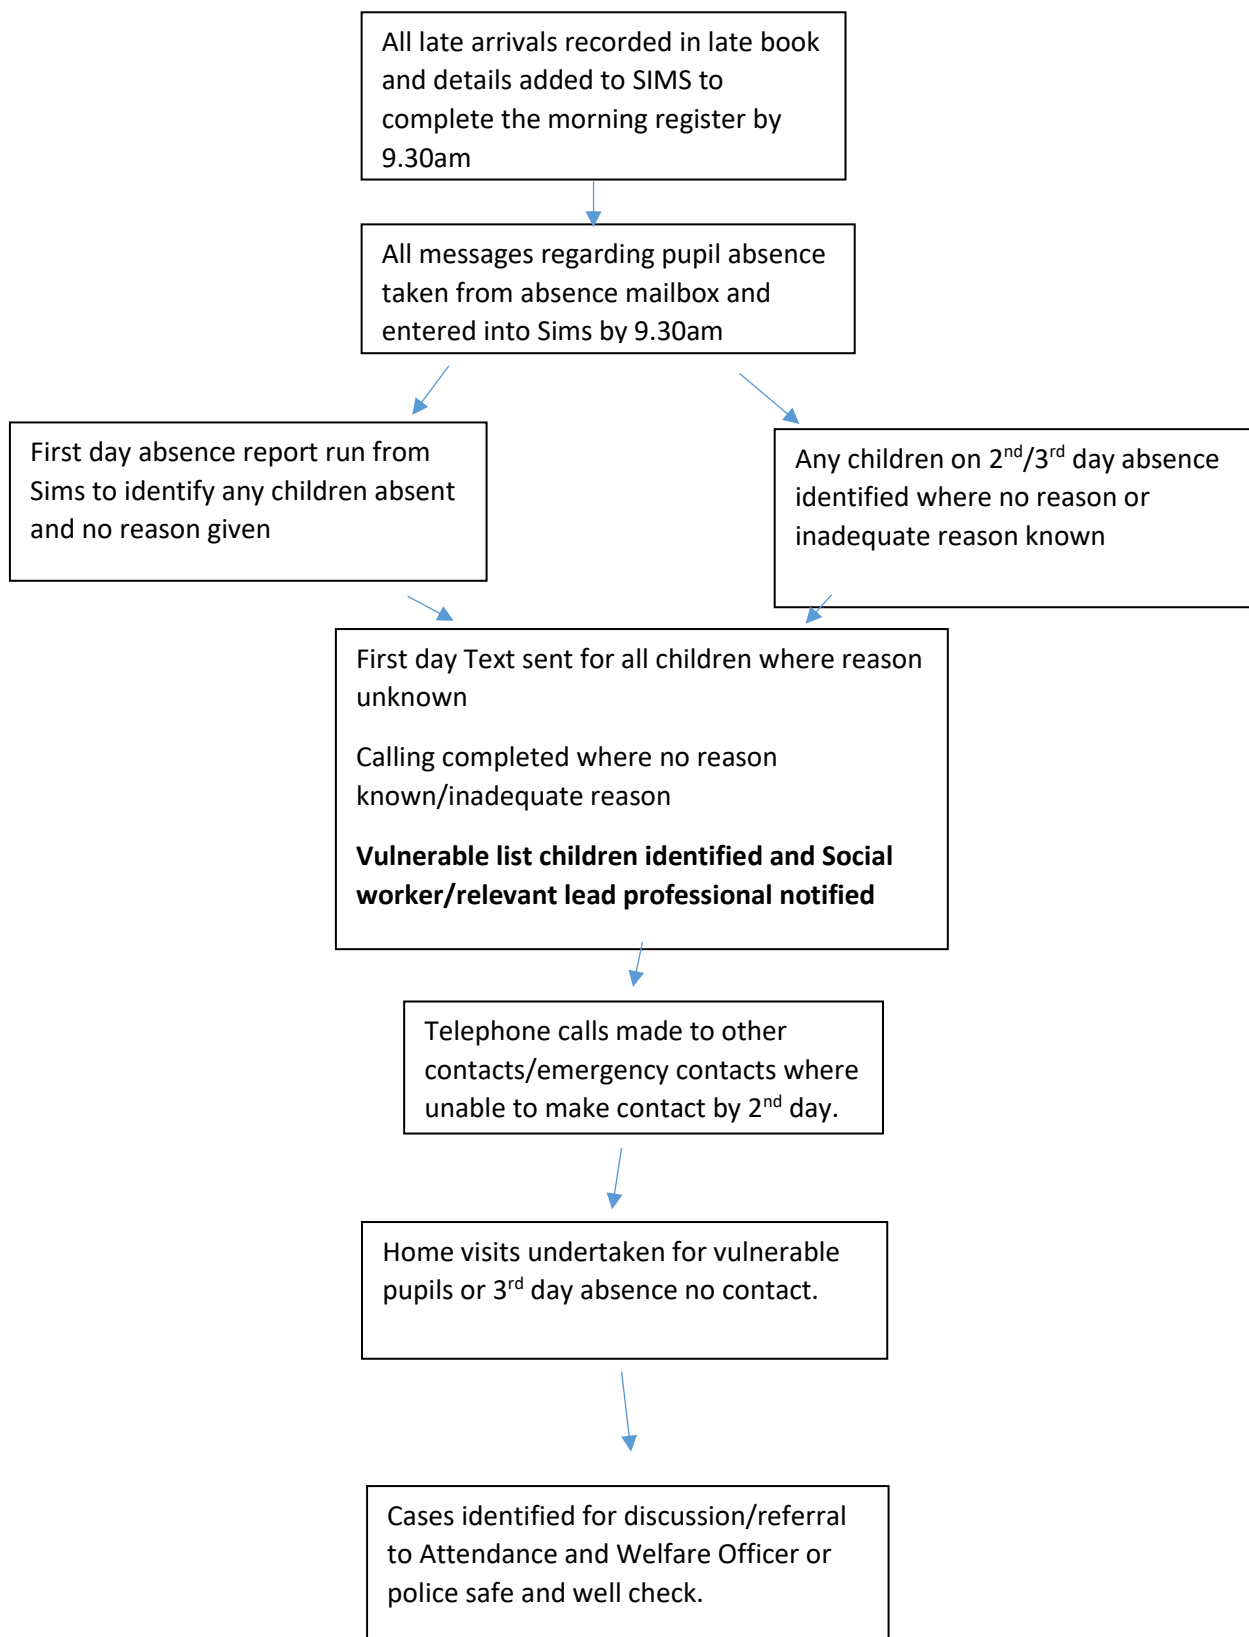 All late arrivals recorded in late book
and details added to SIMS to
complete the morning register by
9.30am
All messages regarding pupil absence
taken from absence mailbox and
entered into Sims by 9.30am
First day absence report run from
Sims to identify any children absent
and no reason given
Any children on 2nd/3rd day absence
identified where no reason or
inadequate reason known
First day Text sent for all children where reason
unknown
Calling completed where no reason
known/inadequate reason
Vulnerable list children identified and Social
worker/relevant lead professional notified
Telephone calls made to other
contacts/emergency contacts where
unable to make contact by 2nd day.
Home visits undertaken for vulnerable
pupils or 3rd day absence no contact.
Cases identified for discussion/referral
to Attendance and Welfare Officer or
police safe and well check.